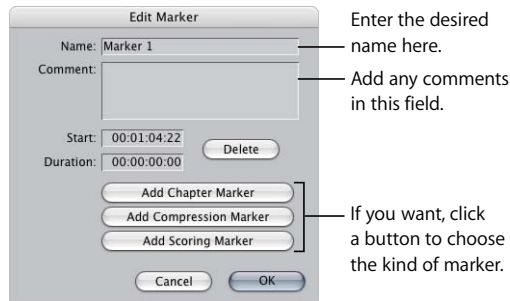 Edit Marker
Name: Marker 1
Comment:
Start: 00:01:04:22
Duration: 00:00:00:00
Delete
Add Chapter Marker
Add Compression Marker
Add Scoring Marker
Cancel OK
Enter the desired
name here.
Add any comments
in this field.
If you want, click
a button to choose
the kind of marker.